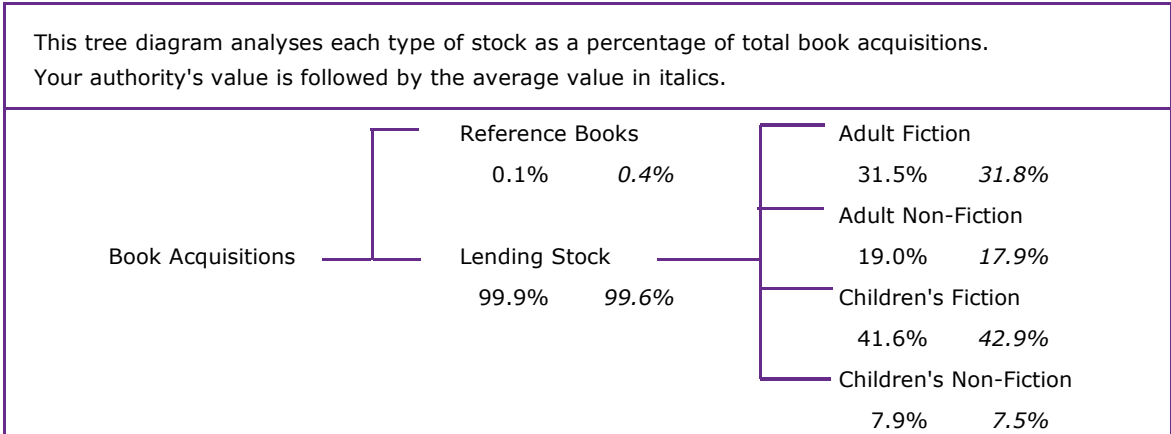 This tree diagram analyses each type of stock as a percentage of total book acquisitions.
Your authority's value is followed by the average value in italics.
Reference Books
0.1% 0.4%
Adult Fiction
31.5% 31.8%
Adult Non-Fiction
Book Acquisitions
Lending Stock
19.0% 17.9%
99.9% 99.6%
Children's Fiction
41.6% 42.9%
Children's Non-Fiction
7.9% 7.5%